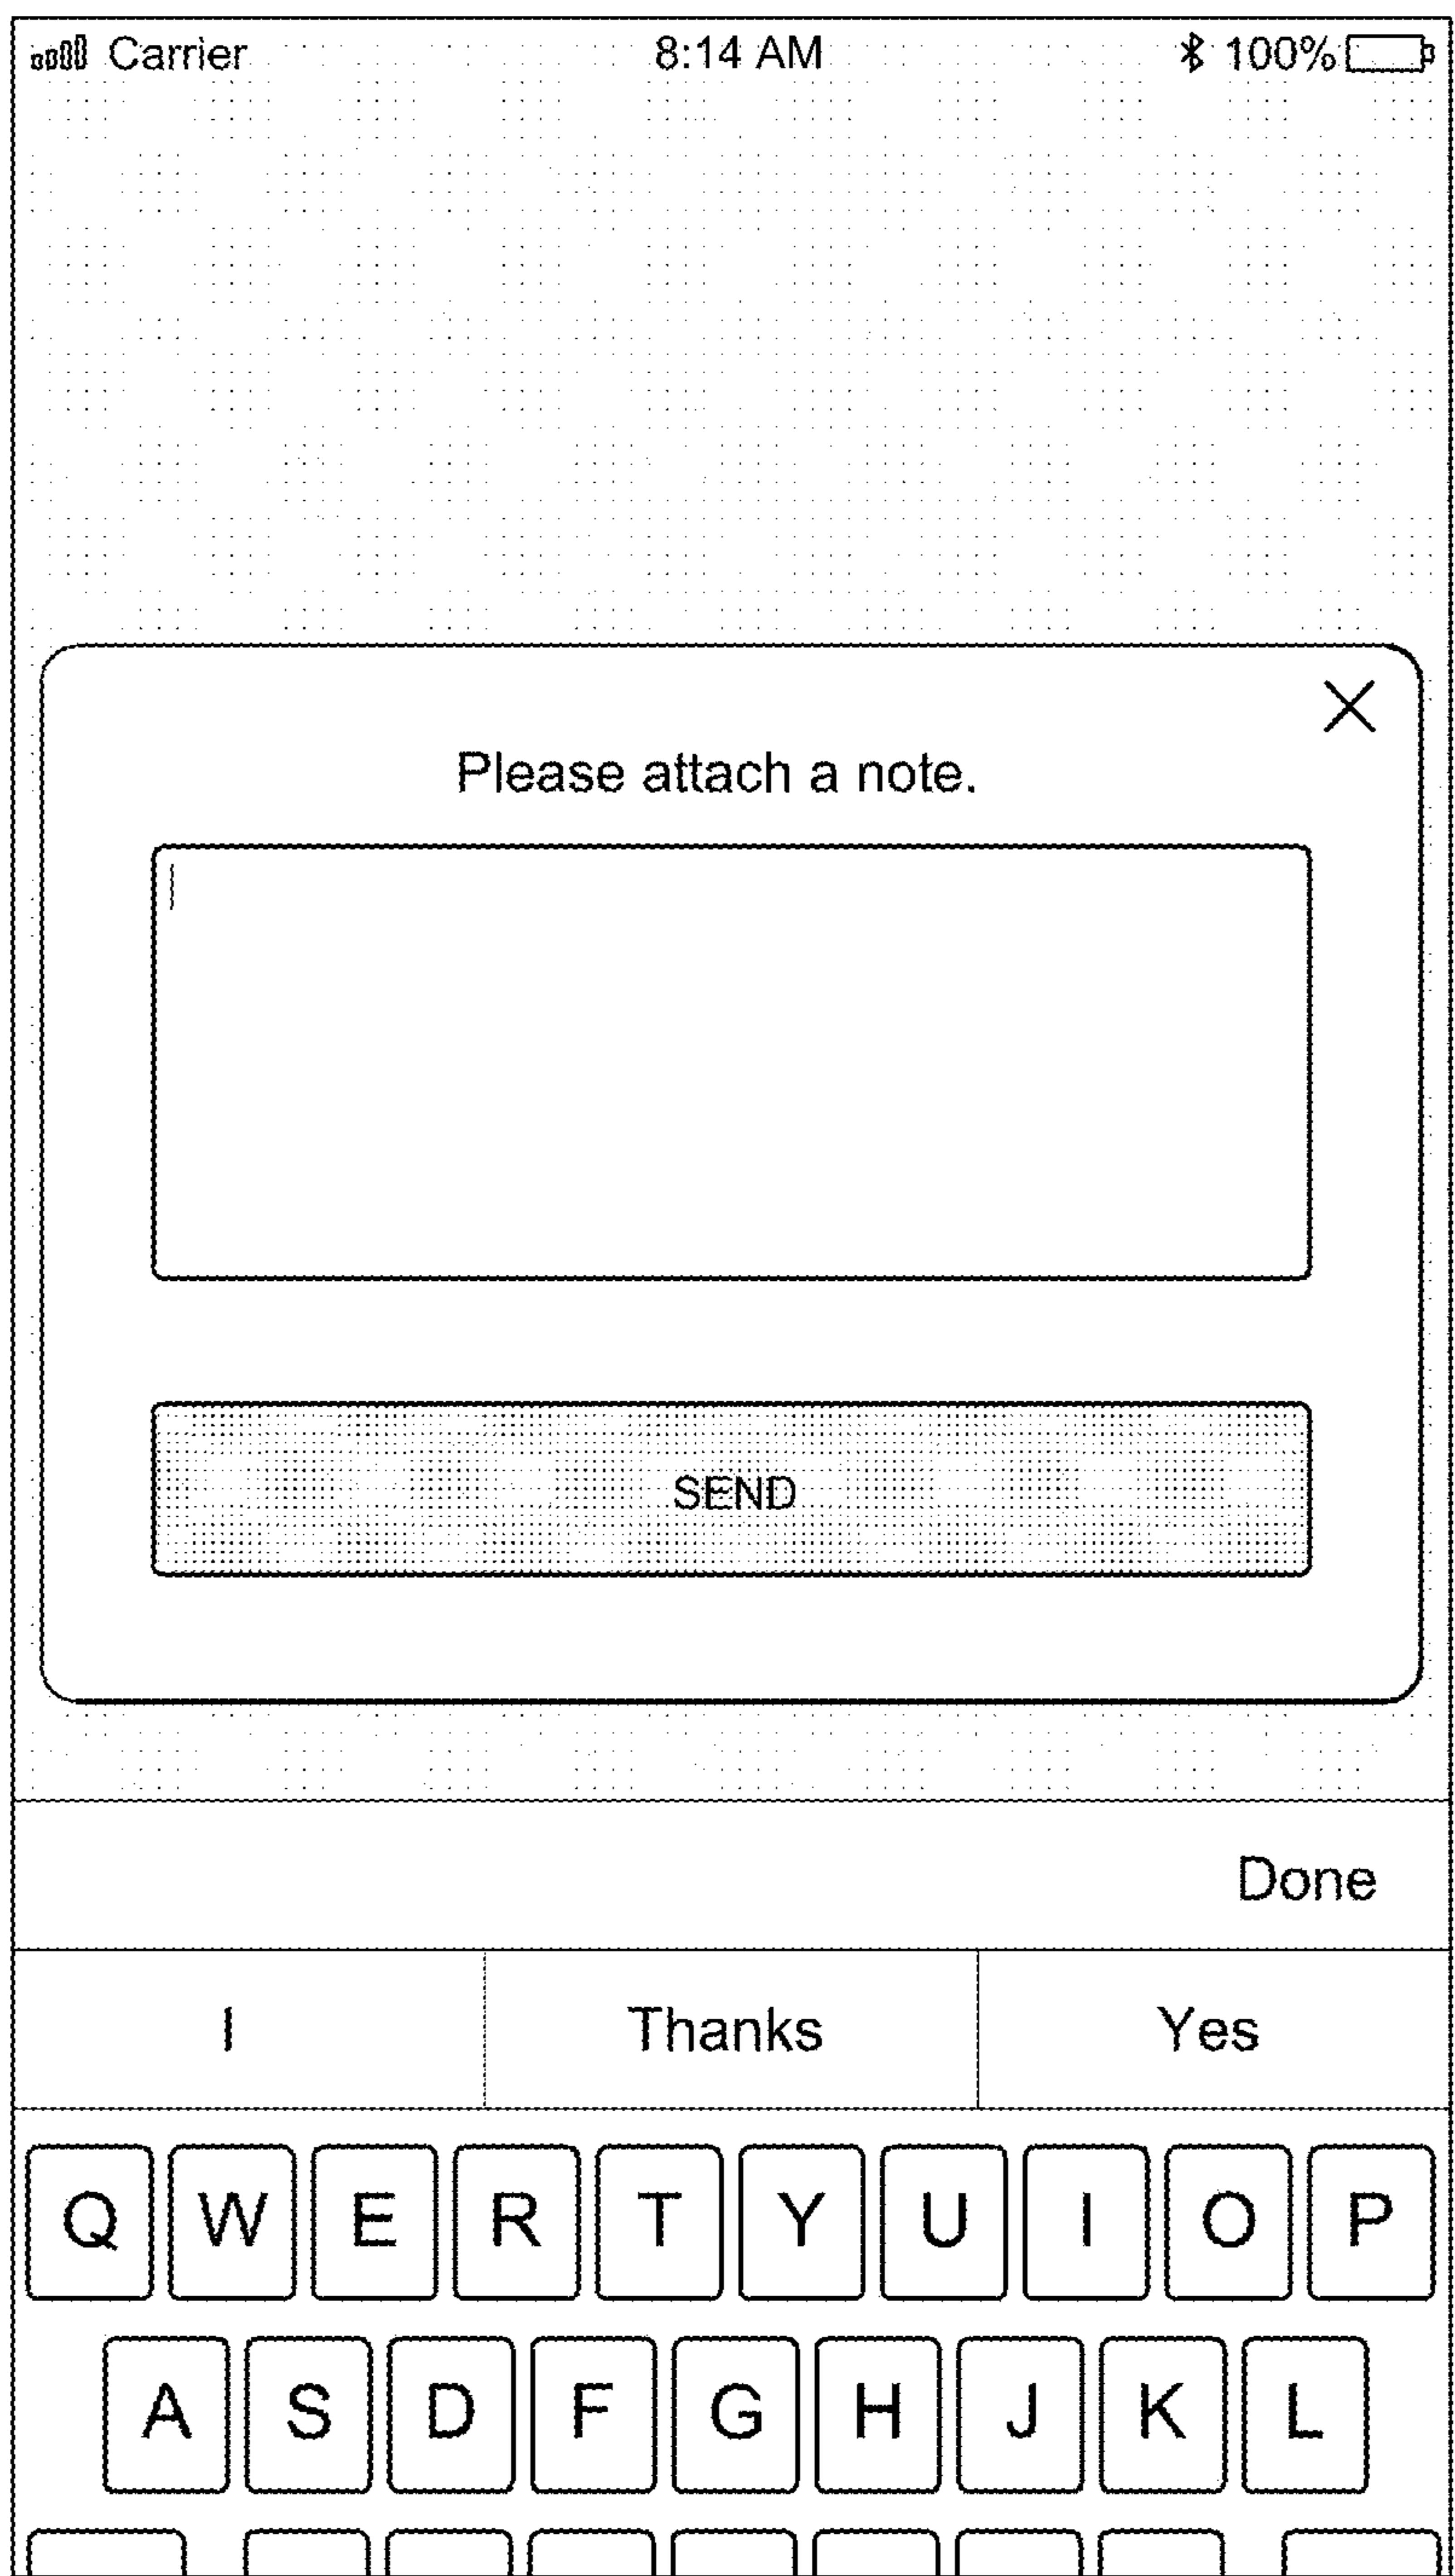 Carrier 8:14 AM 100%
Please attach a note.
SEND
Done
I Thanks Yes
Q W E R T Y U I O P
A S D F G H J K L